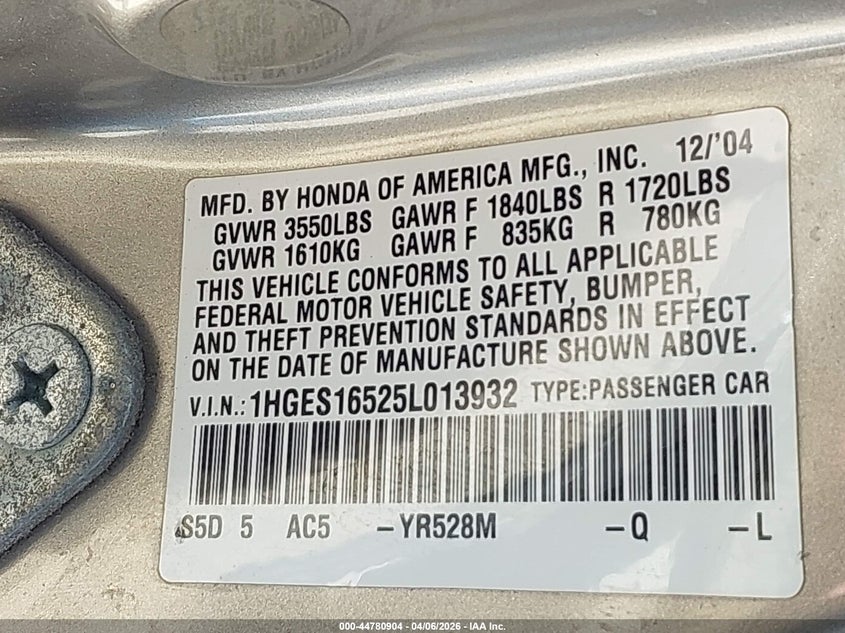 MFD. BY HONDA OF AMERICA MFG., INC. 12/'04
GVWR 3550LBS GAWR F 1840LBS R 1720LBS
GVWR 1610KG GAWR F 835KG R 780KG
THIS VEHICLE CONFORMS TO ALL APPLICABLE
FEDERAL MOTOR VEHICLE SAFETY, BUMPER,
AND THEFT PREVENTION STANDARDS IN EFFECT
ON THE DATE OF MANUFACTURE SHOWN ABOVE.
V.I.N.: 1HGES16525L013932 TYPE:PASSENGER CAR
S5D 5 AC5 -YR528M -Q -L
000-44780904 - 04/06/2026 - IAA Inc.